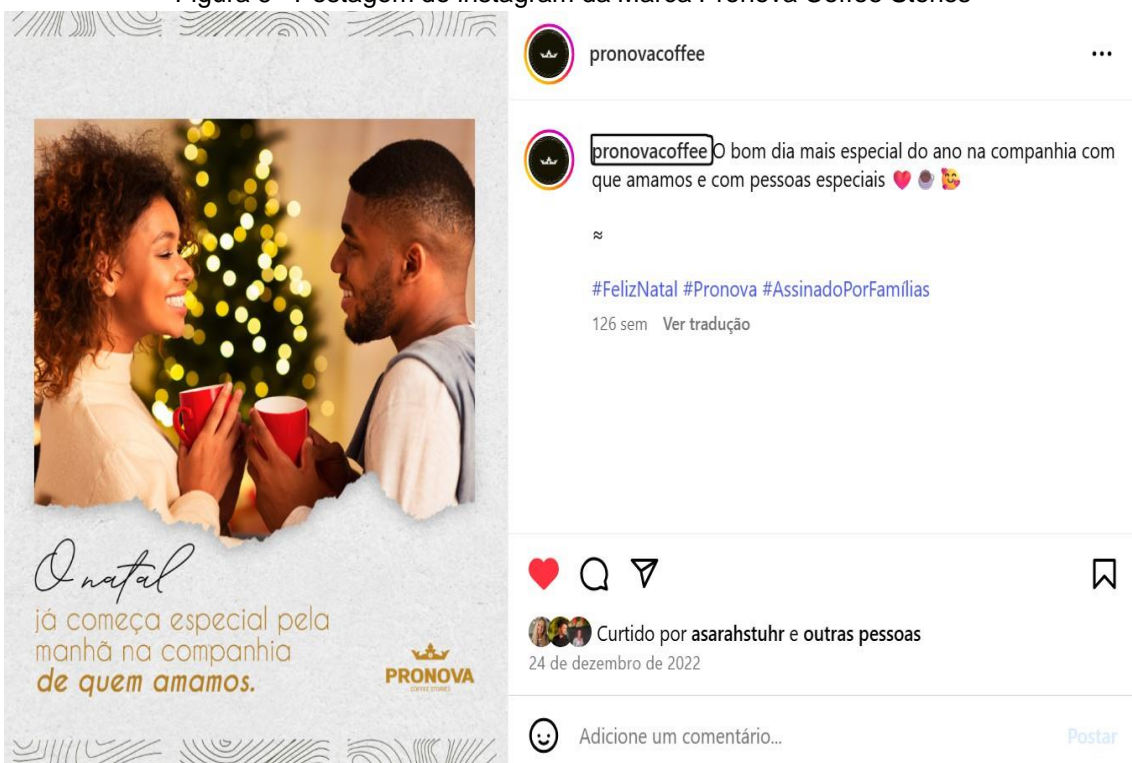 Figura 6 - Postagem do Instagram da Marca Pronova Coffee Stories
pronovacoffee
pronovacoffee O bom dia mais especial do ano na companhia com
que amamos e com pessoas especiais ❤️ ☕ 🥰
≈
#FelizNatal #Pronova #AssinadoPorFamílias
126 sem Ver tradução
O natal
já começa especial pela
manhã na companhia
de quem amamos.
PRONOVA
COFFEE STORIES
Curtido por asarahstuhr e outras pessoas
24 de dezembro de 2022
Adicione um comentário...
Postar